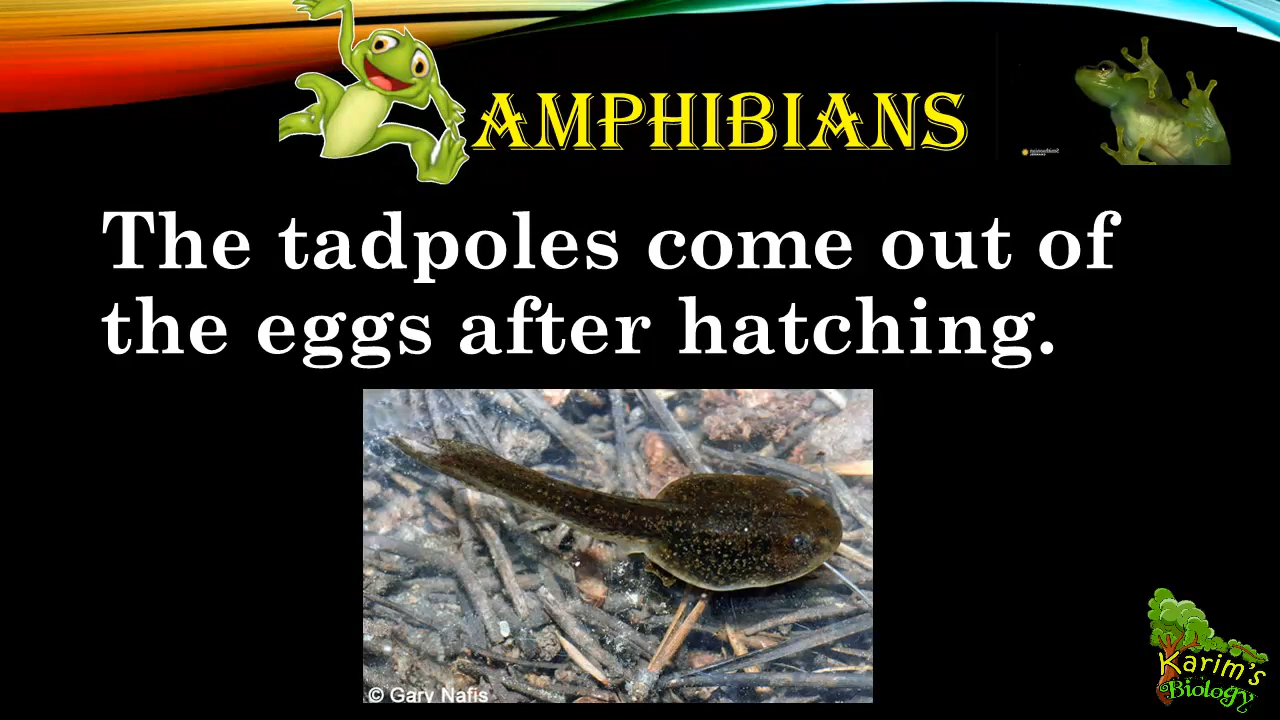 AMPHIBIANS
The tadpoles come out of
the eggs after hatching.
© Gary Nafis
Karim's
Biology